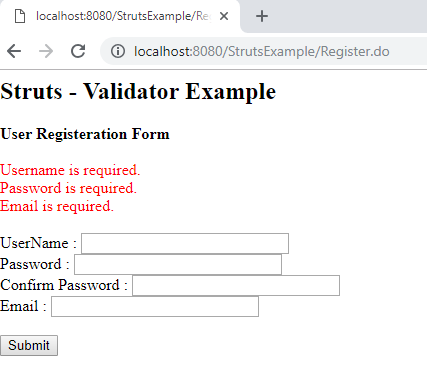 localhost:8080/StrutsExample/Re
localhost:8080/StrutsExample/Register.do
Struts - Validator Example
User Registeration Form
Username is required.
Password is required.
Email is required.
UserName :
Password :
Confirm Password :
Email :
Submit